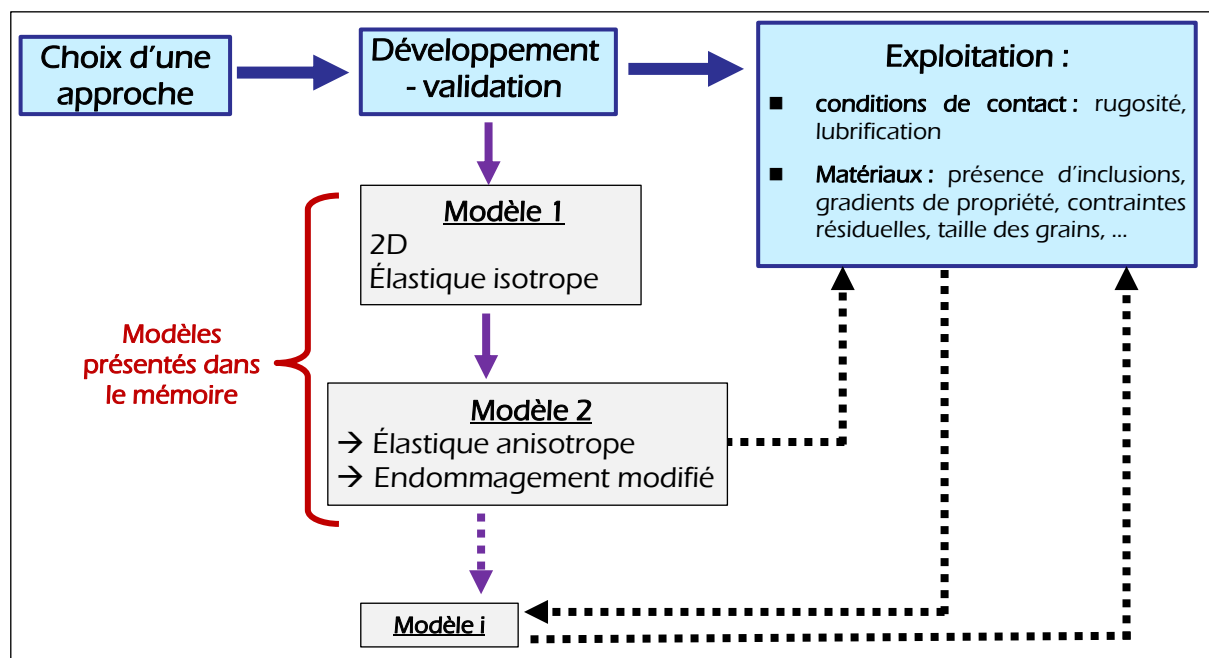 Choix d'une
approche
Développement
- validation
Exploitation :
■ conditions de contact : rugosité,
lubrification
■ Matériaux : présence d'inclusions,
gradients de propriété, contraintes
résiduelles, taille des grains, ...
Modèle 1
2D
Élastique isotrope
Modèles
présentés dans
le mémoire
Modèle 2
→ Élastique anisotrope
→ Endommagement modifié
Modèle i